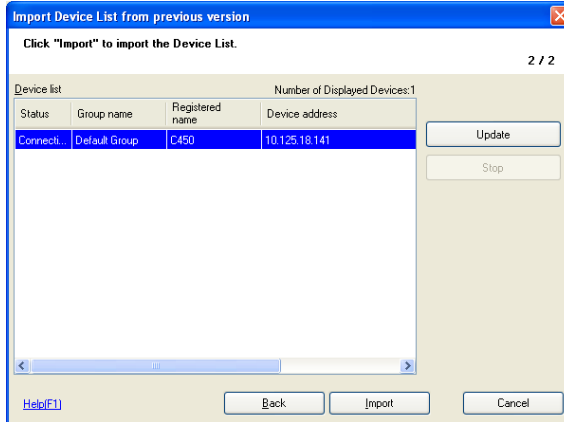 Import Device List from previous version
Click "Import" to import the Device List.
2 / 2
Device list Number of Displayed Devices:1
Status Group name Registered name Device address
Connecti... Default Group C450 10.125.18.141
Update
Stop
Help(F1) Back Import Cancel